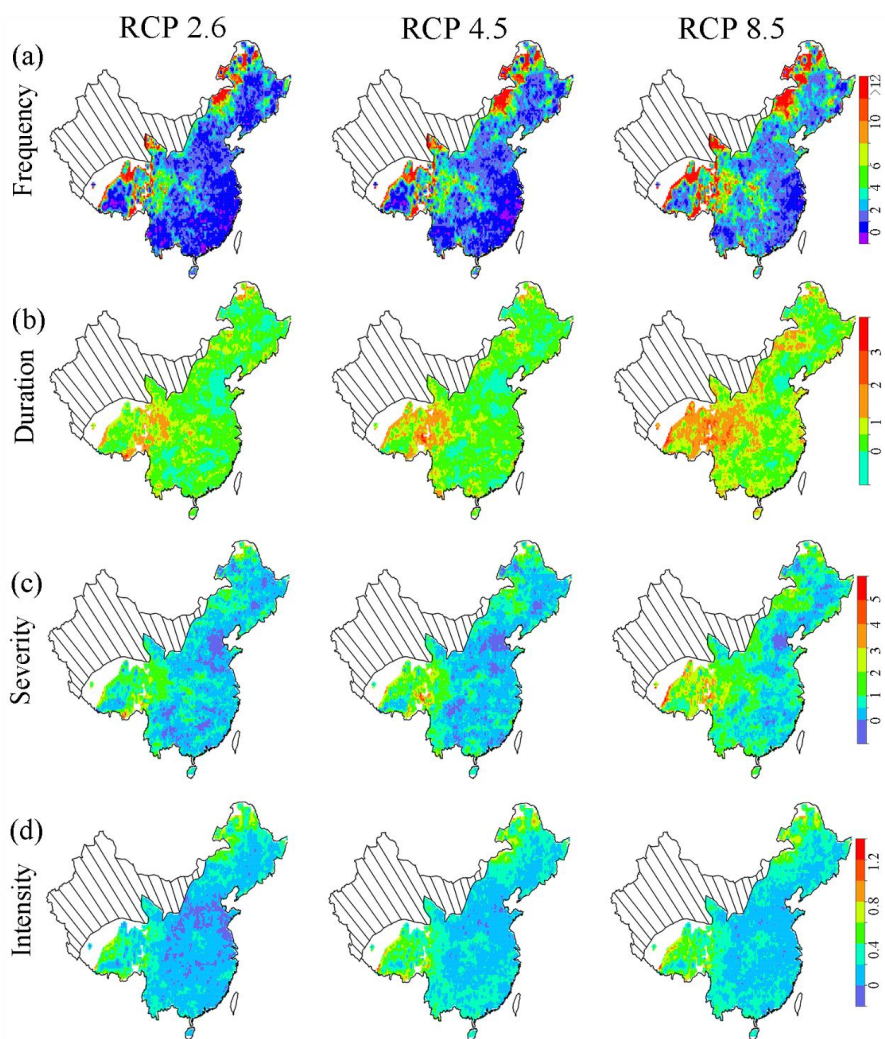 RCP 2.6 RCP 4.5 RCP 8.5
(a)
Frequency
0 2 4 6 8 10 12 >12
(b)
Duration
0 1 2 3
(c)
Severity
0 1 2 3 4 5
(d)
Intensity
0 0.4 0.8 1.2